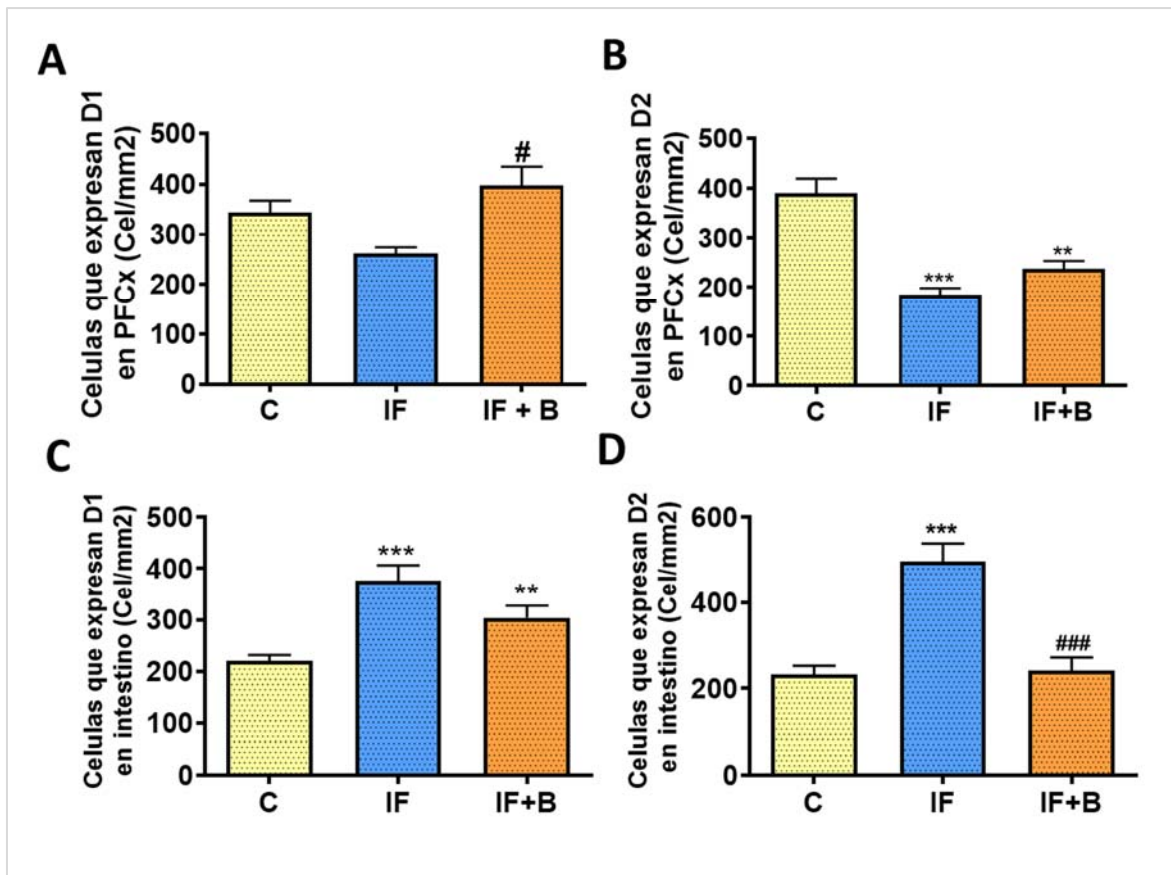 A
Celulas que expresan D1
en PFCx (Cel/mm2)
500
400
300
200
100
0
#
C
IF
IF + B
B
Celulas que expresan D2
en PFCx (Cel/mm2)
500
400
300
200
100
0
***
**
C
IF
IF+B
C
Celulas que expresan D1
en intestino (Cel/mm2)
500
400
300
200
100
0
***
**
C
IF
IF+B
D
Celulas que expresan D2
en intestino (Cel/mm2)
600
400
200
0
***
###
C
IF
IF+B